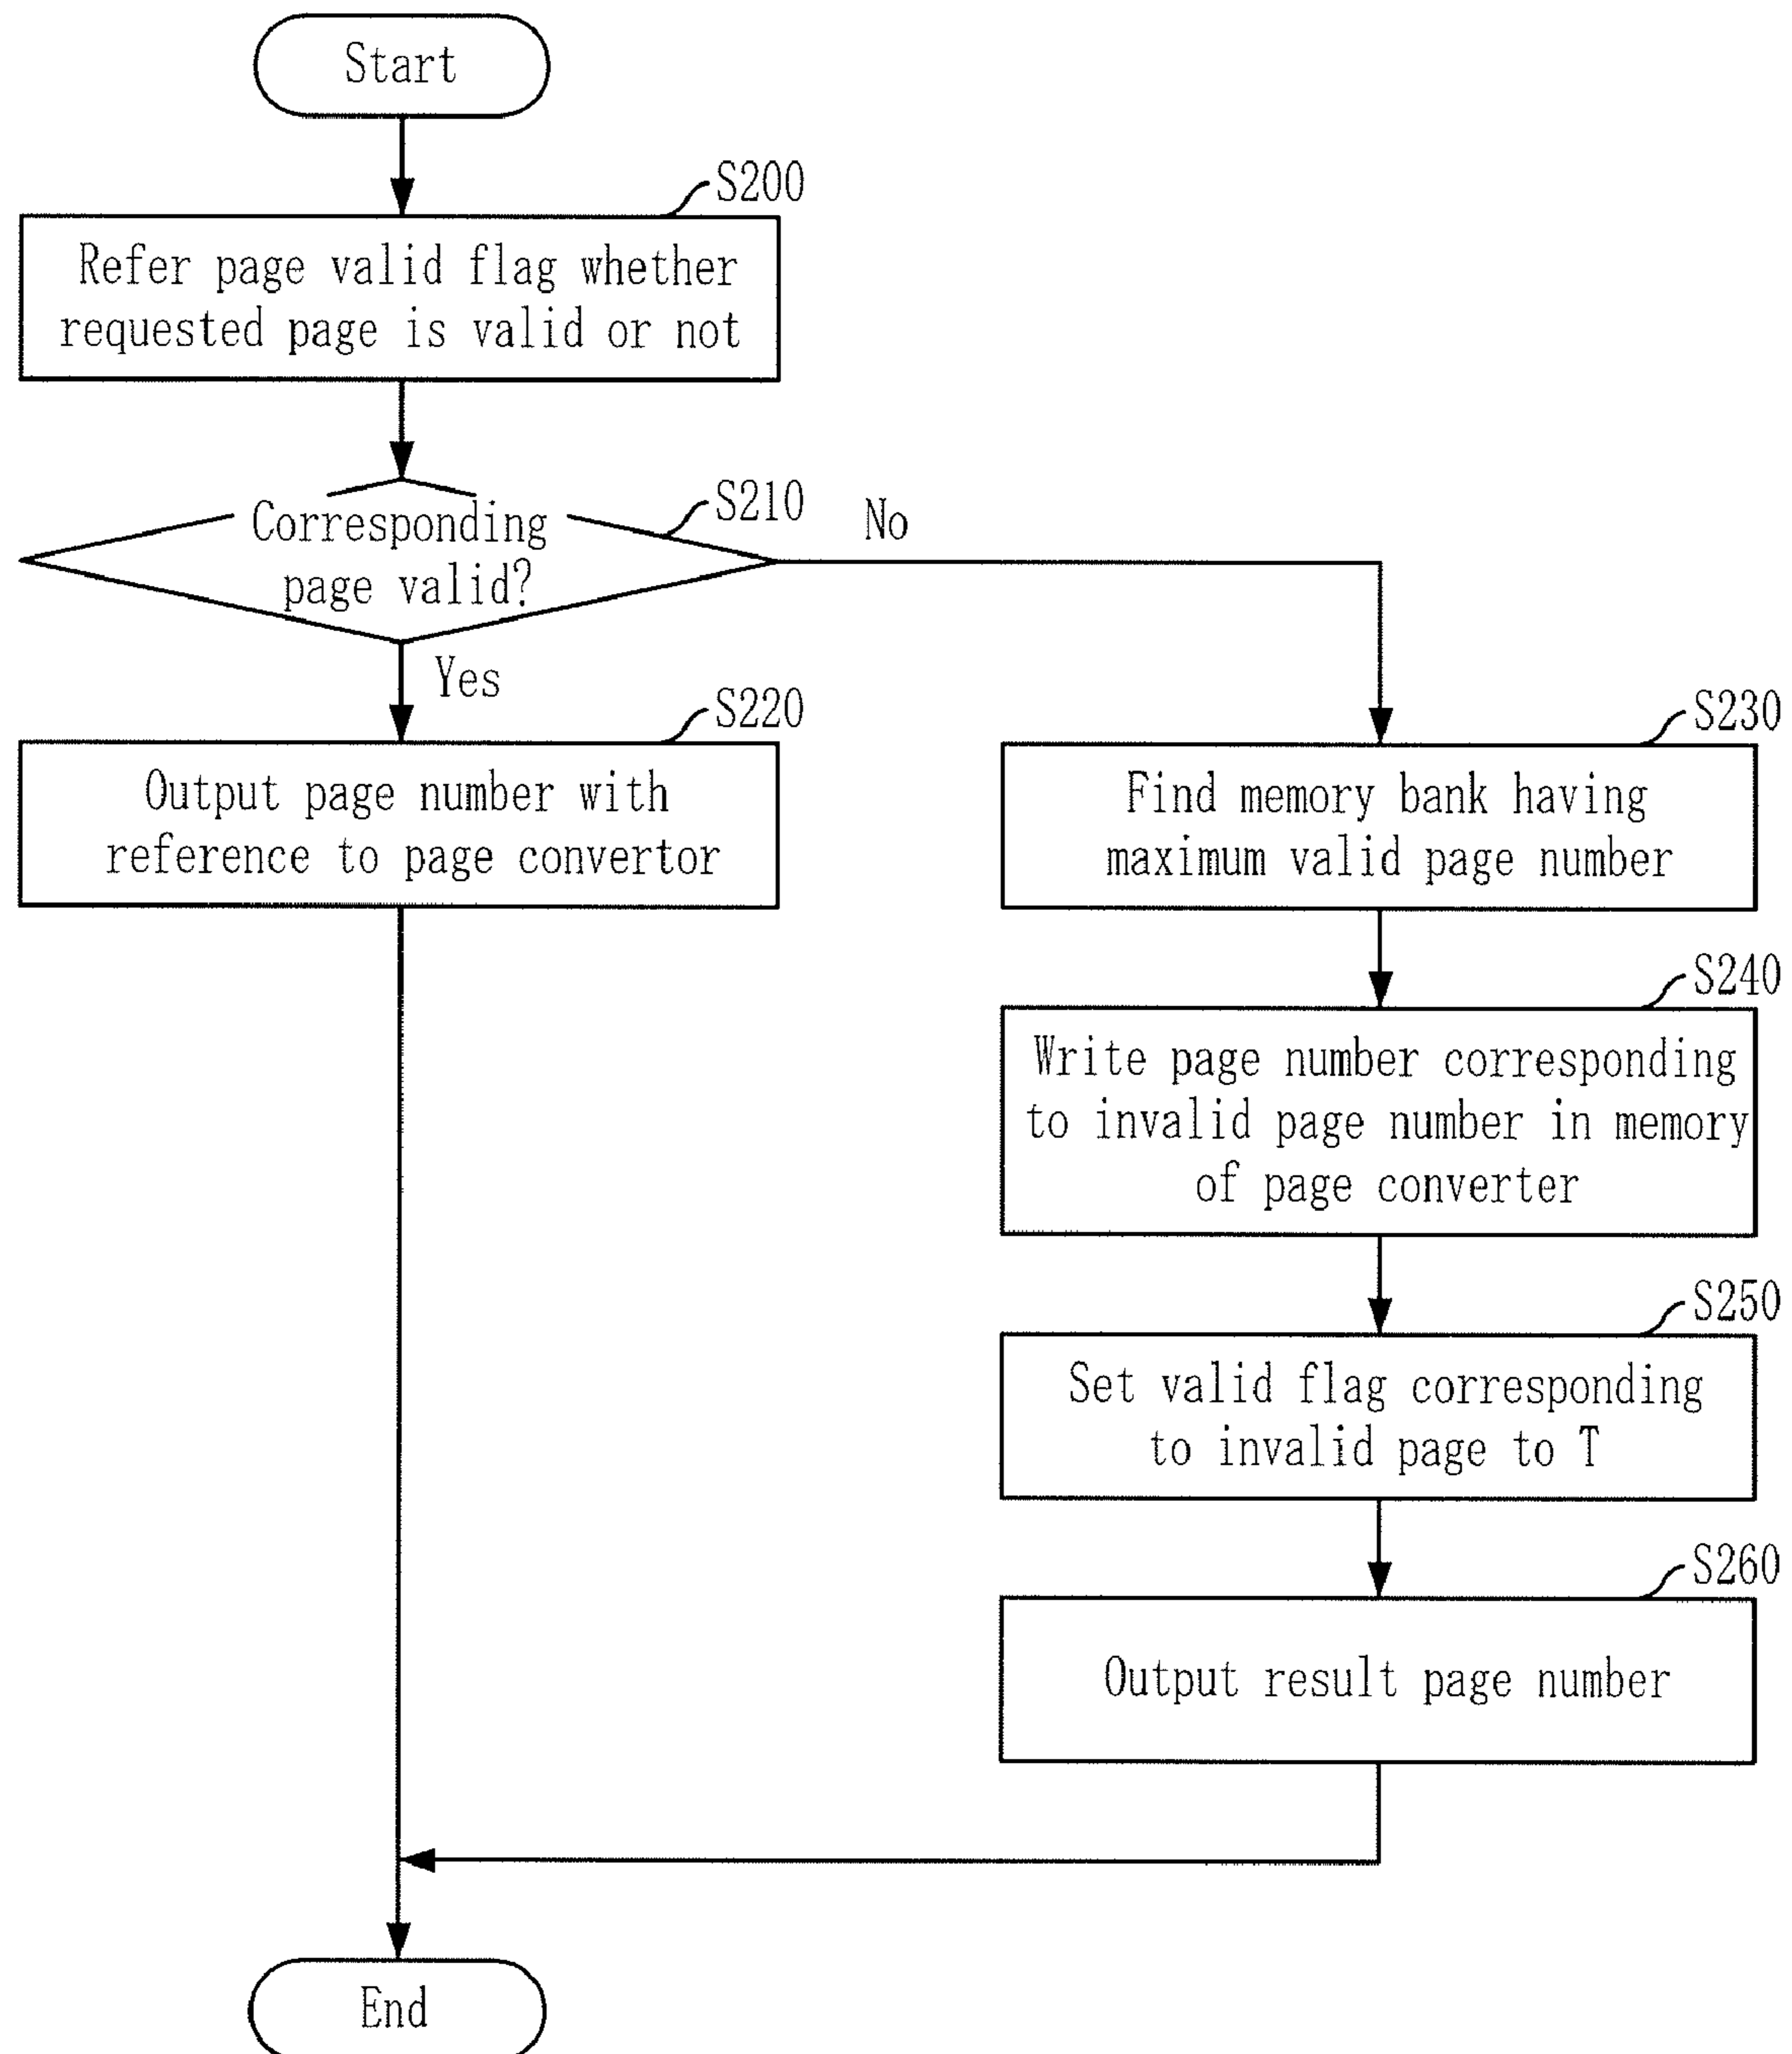 Start
S200
Refer page valid flag whether
requested page is valid or not
S210
Corresponding
page valid?
No
Yes
S220
Output page number with
reference to page convertor
S230
Find memory bank having
maximum valid page number
S240
Write page number corresponding
to invalid page number in memory
of page converter
S250
Set valid flag corresponding
to invalid page to T
S260
Output result page number
End